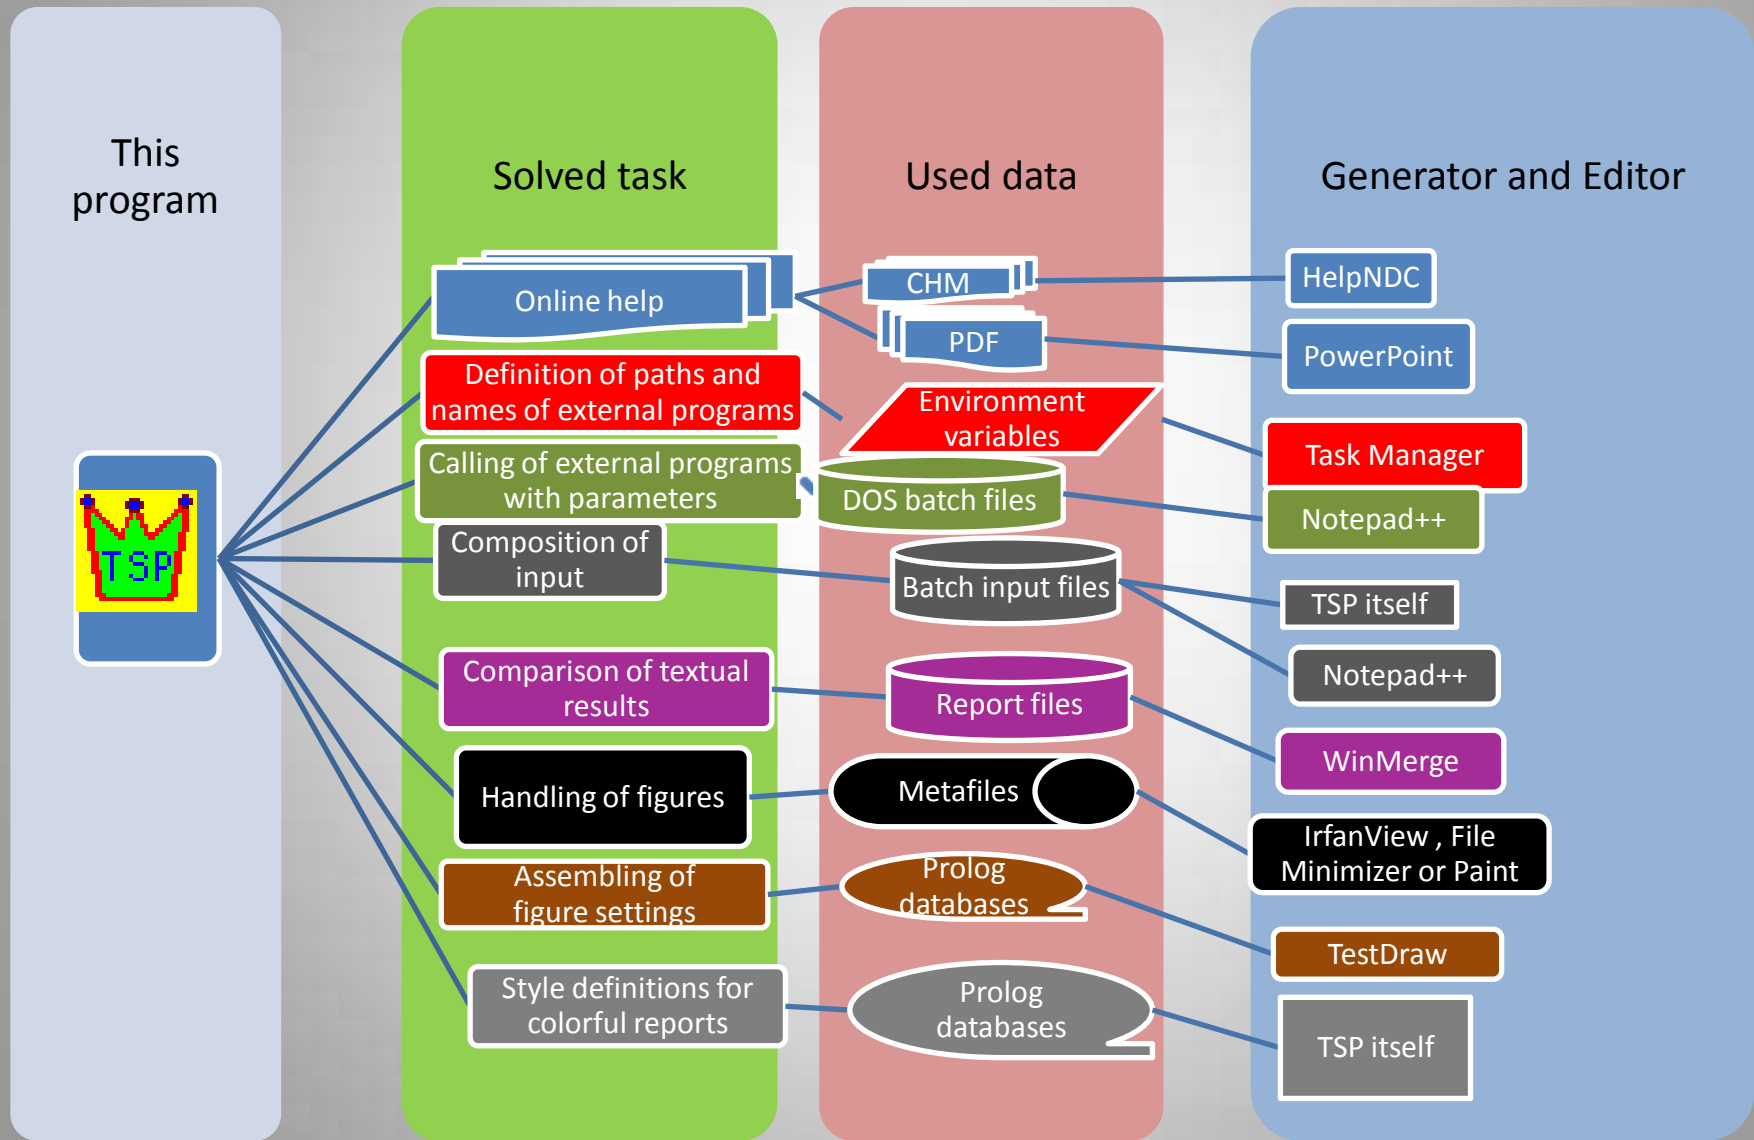 This
program
Solved task
Used data
Generator and Editor
TSP
Online help
CHM
PDF
HelpNDC
PowerPoint
Definition of paths and
names of external programs
Environment
variables
Task Manager
Calling of external programs
with parameters
DOS batch files
Notepad++
Composition of
input
Batch input files
TSP itself
Notepad++
Comparison of textual
results
Report files
WinMerge
Handling of figures
Metafiles
IrfanView , File
Minimizer or Paint
Assembling of
figure settings
Prolog
databases
TestDraw
Style definitions for
colorful reports
Prolog
databases
TSP itself